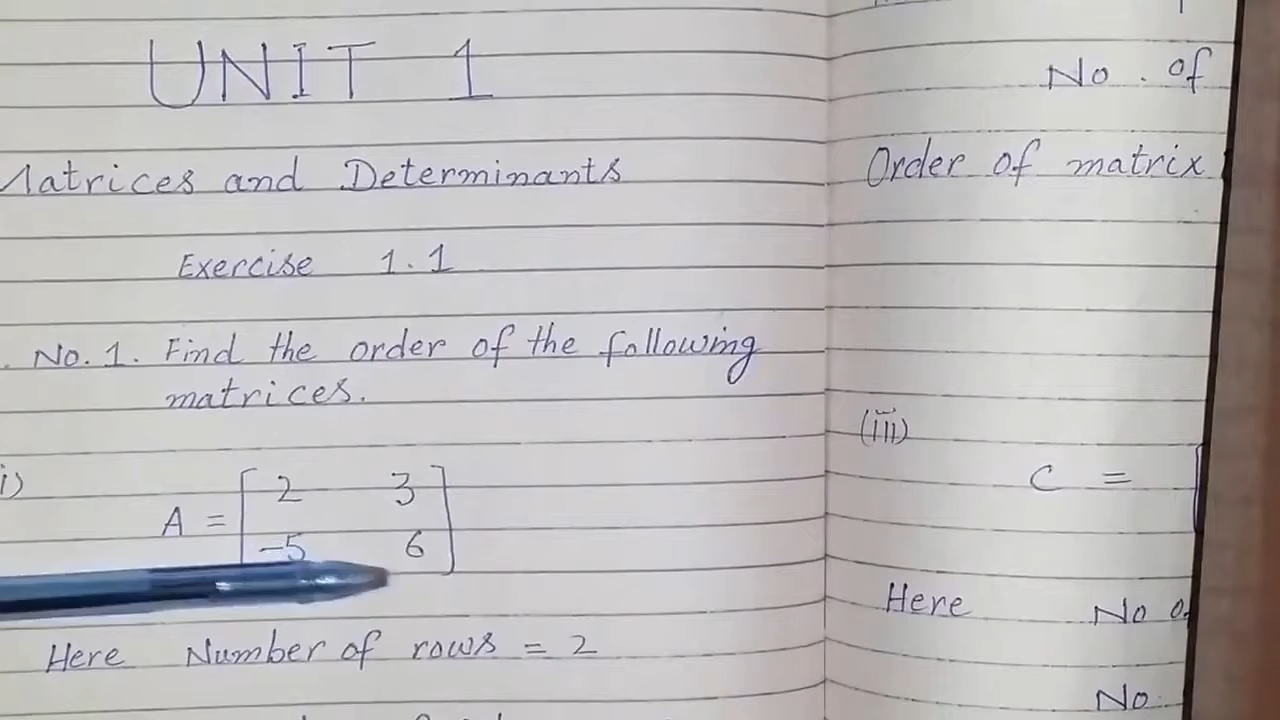 UNIT 1
Matrices and Determinants
Exercise 1.1
No. 1. Find the order of the following
matrices.
i)
A = [ 2 3
-5 6 ]
Here Number of rows = 2
No. of
Order of matrix
(iii)
C = [
Here No o
No.